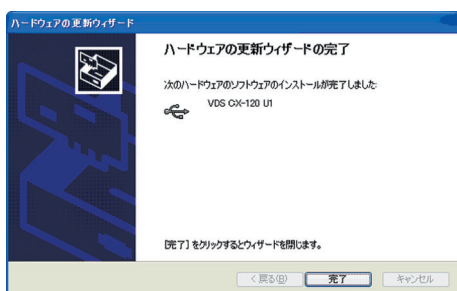 ハードウェアの更新ウィザード
ハードウェアの更新ウィザードの完了
次のハードウェアのソフトウェアのインストールが完了しました:
VDS CX-120 U1
[完了] をクリックするとウィザードを閉じます。
< 戻る(B) 完了 キャンセル